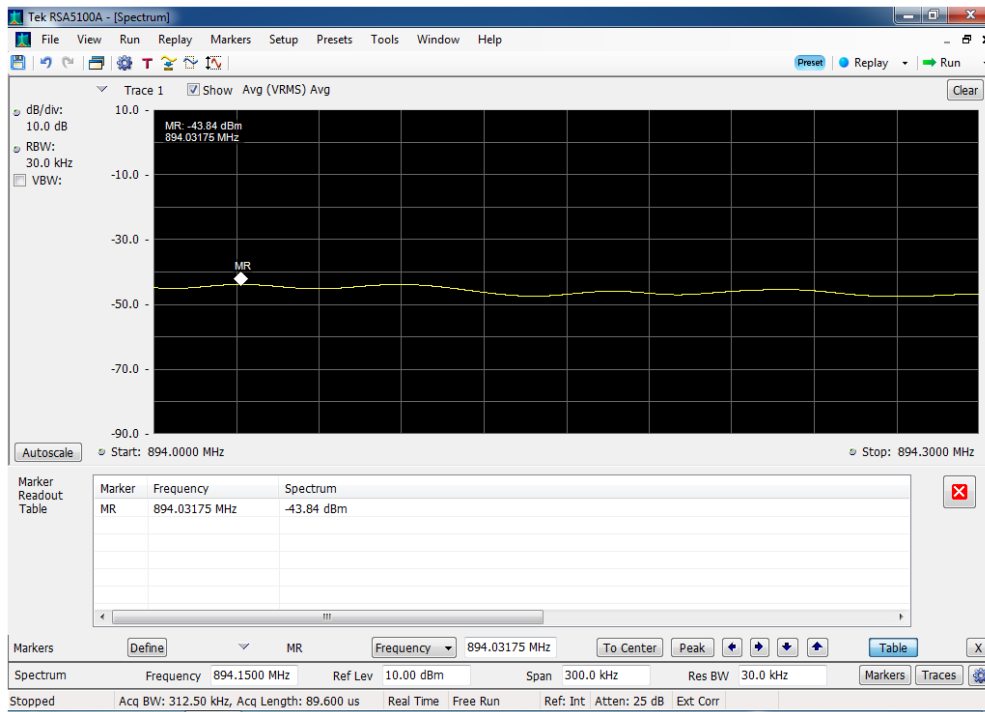 Tek RSA5100A - [Spectrum]
File View Run Replay Markers Setup Presets Tools Window Help
T Preset Replay Run
Trace 1 Show Avg (VRMS) Avg Clear
dB/div:
10.0 dB
RBW:
30.0 kHz
VBW:
10.0
-10.0
-30.0
-50.0
-70.0
-90.0
MR: -43.84 dBm
894.03175 MHz
MR
Autoscale Start: 894.0000 MHz Stop: 894.3000 MHz
Marker
Readout
Table
Marker Frequency Spectrum
MR 894.03175 MHz -43.84 dBm
Markers Define MR Frequency 894.03175 MHz To Center Peak Table X
Spectrum Frequency 894.1500 MHz Ref Lev 10.00 dBm Span 300.0 kHz Res BW 30.0 kHz Markers Traces
Stopped Acq BW: 312.50 kHz, Acq Length: 89.600 us Real Time Free Run Ref: Int Atten: 25 dB Ext Corr